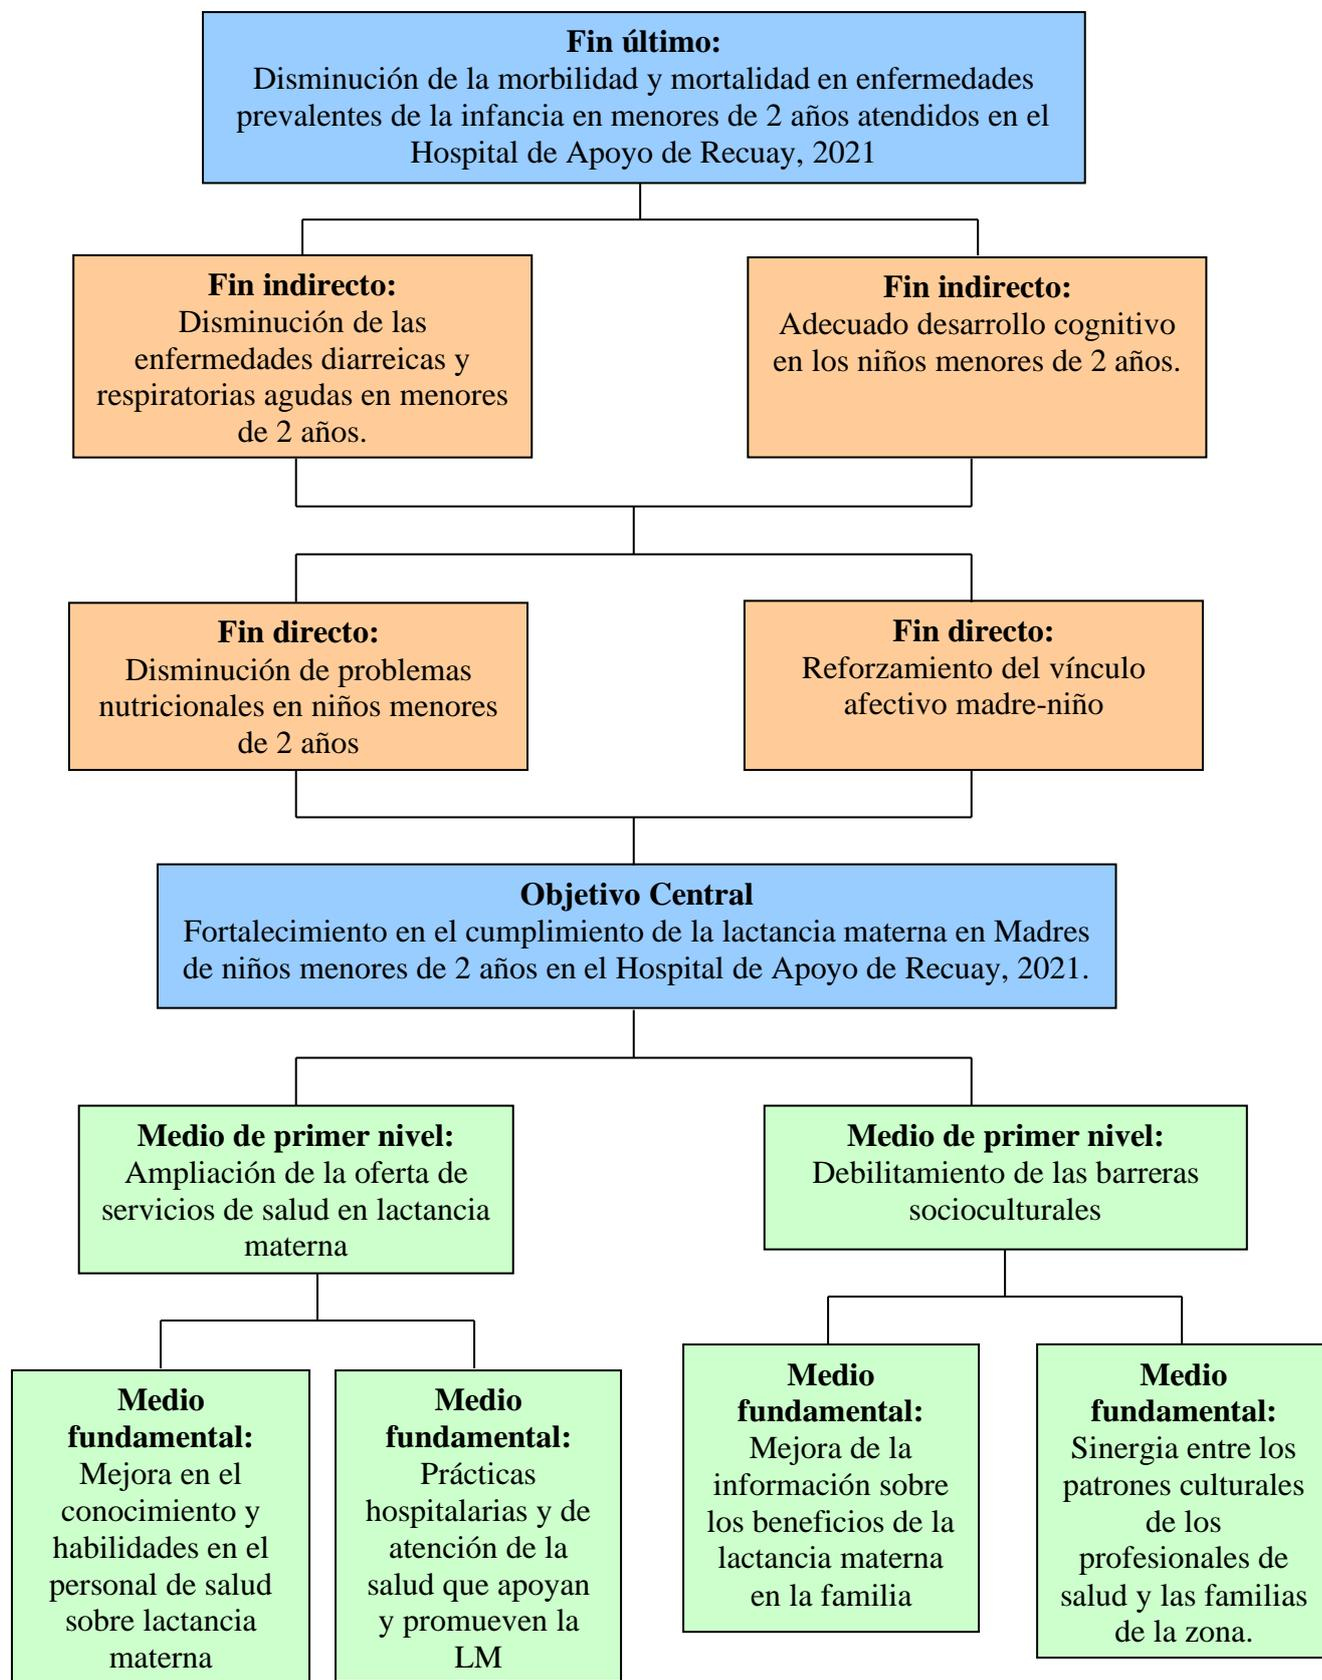 Fin último:
Disminución de la morbilidad y mortalidad en enfermedades
prevalentes de la infancia en menores de 2 años atendidos en el
Hospital de Apoyo de Recuay, 2021
Fin indirecto:
Disminución de las
enfermedades diarreicas y
respiratorias agudas en menores
de 2 años.
Fin indirecto:
Adecuado desarrollo cognitivo
en los niños menores de 2 años.
Fin directo:
Disminución de problemas
nutricionales en niños menores
de 2 años
Fin directo:
Reforzamiento del vínculo
afectivo madre-niño
Objetivo Central
Fortalecimiento en el cumplimiento de la lactancia materna en Madres
de niños menores de 2 años en el Hospital de Apoyo de Recuay, 2021.
Medio de primer nivel:
Ampliación de la oferta de
servicios de salud en lactancia
materna
Medio de primer nivel:
Debilitamiento de las barreras
socioculturales
Medio
fundamental:
Mejora en el
conocimiento y
habilidades en el
personal de salud
sobre lactancia
materna
Medio
fundamental:
Prácticas
hospitalarias y de
atención de la
salud que apoyan
y promueven la
LM
Medio
fundamental:
Mejora de la
información sobre
los beneficios de la
lactancia materna
en la familia
Medio
fundamental:
Sinergia entre los
patrones culturales
de los
profesionales de
salud y las familias
de la zona.